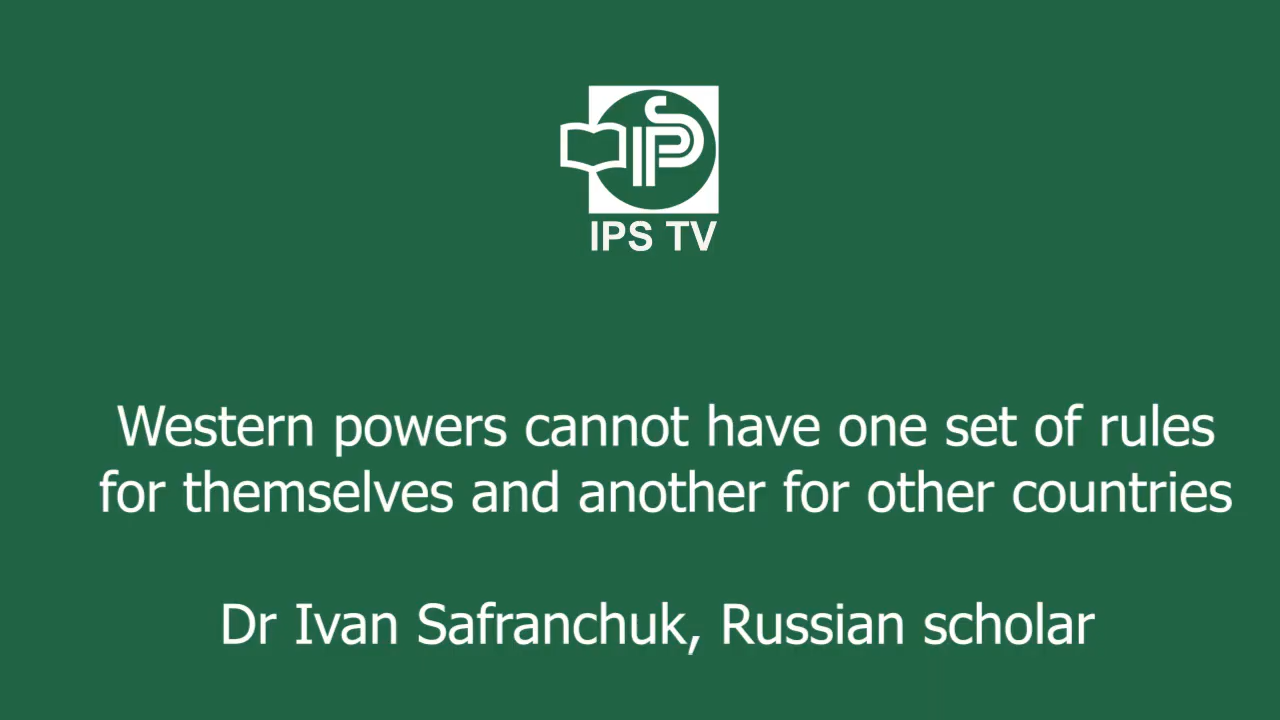 IPS
IPS TV
Western powers cannot have one set of rules
for themselves and another for other countries
Dr Ivan Safranchuk, Russian scholar